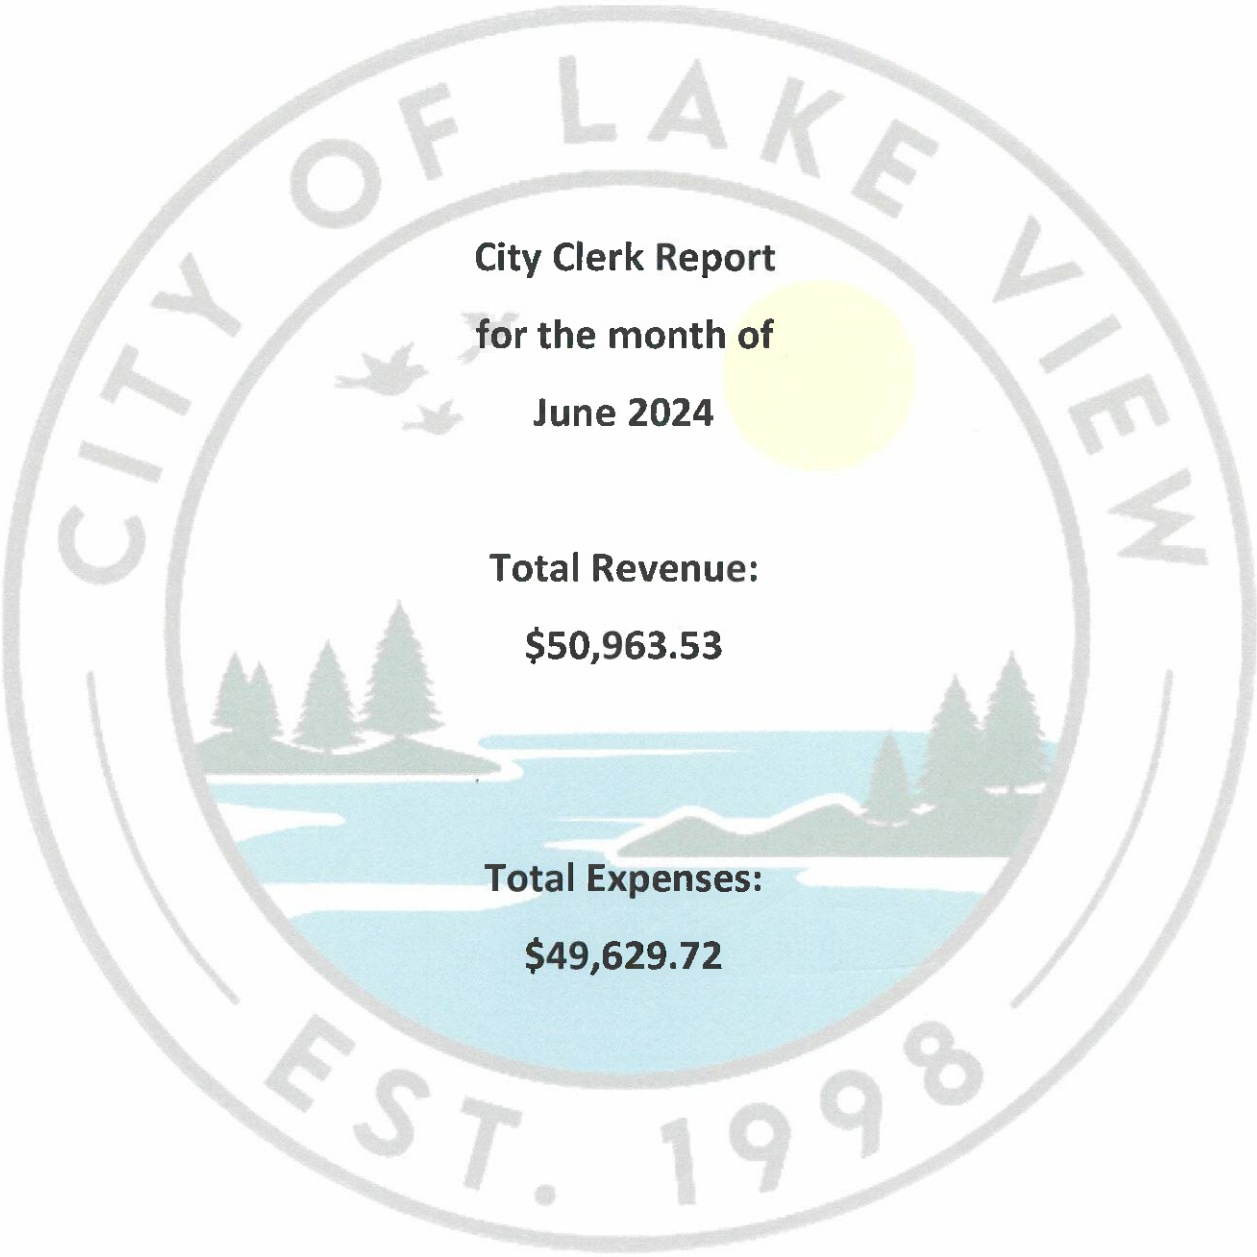 CITY OF LAKE VIEW
City Clerk Report
for the month of
June 2024
Total Revenue:
$50,963.53
Total Expenses:
$49,629.72
EST. 1998